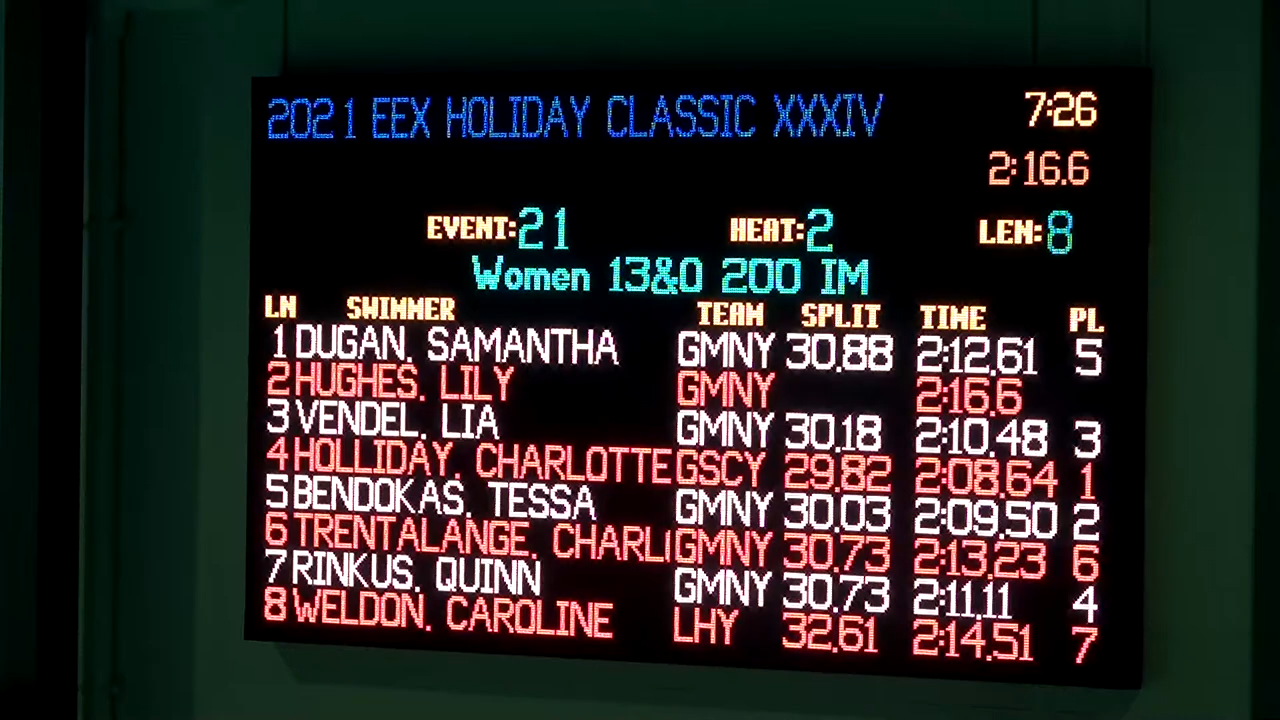 2021 EEX HOLIDAY CLASSIC XXXIV 7:26
2:16.6
EVENT:21 HEAT:2 LEN:8
Women 13&O 200 IM
LN SWIMMER TEAM SPLIT TIME PL
1 DUGAN, SAMANTHA GMNY 30.88 2:12.61 5
2 HUGHES, LILY GMNY 2:16.6
3 VENDEL, LIA GMNY 30.18 2:10.48 3
4 HOLLIDAY, CHARLOTTE GSCY 29.82 2:08.64 1
5 BENDOKAS, TESSA GMNY 30.03 2:09.50 2
6 TRENTALANGE, CHARLI GMNY 30.73 2:13.23 6
7 RINKUS, QUINN GMNY 30.73 2:11.11 4
8 WELDON, CAROLINE LHY 32.61 2:14.51 7